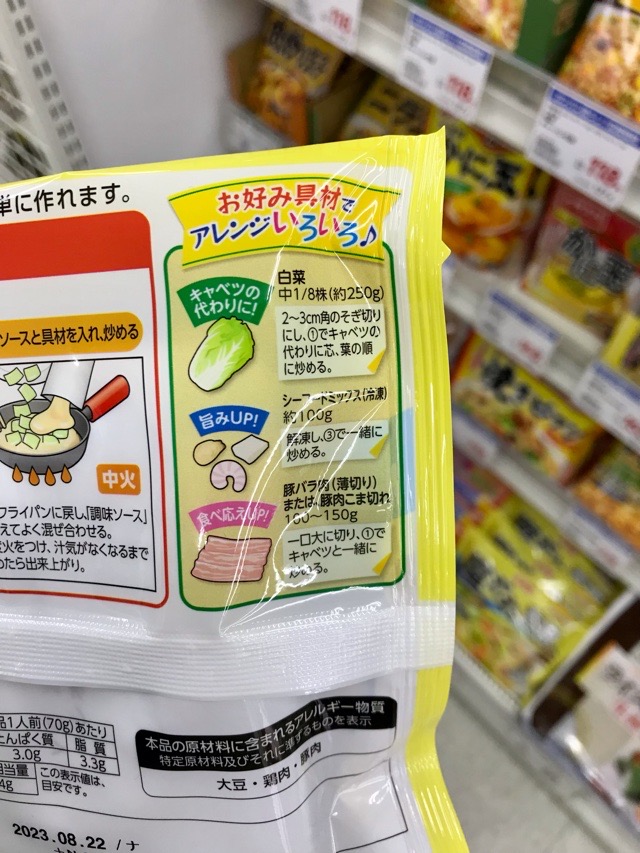 単に作れます。
お好み具材で
アレンジいろいろ♪
キャベツの
代わりに!
白菜
中1/8株(約250g)
2〜3cm角のそぎ切り
にし、①でキャベツの
代わりに芯、葉の順
に炒める。
旨みUP!
シーフードミックス(冷凍)
約100g
解凍し、③で一緒に
炒める。
食べ応えUP!
豚バラ肉(薄切り)
または、豚肉こま切れ
100〜150g
一口大に切り、①で
キャベツと一緒に
炒める。
ソースと具材を入れ、炒める
中火
フライパンに戻し、「調味ソース」
えてよく混ぜ合わせる。
火をつけ、汁気がなくなるまで
たら出来上がり。
品1人前(70g)あたり
たんぱく質
脂質
3.0g
3.3g
相当量
4g
この表示値は、
目安です。
本品の原材料に含まれるアレルギー物質
特定原材料及びそれに準ずるものを表示
大豆・鶏肉・豚肉
2023.08.22 /ナ
かに玉